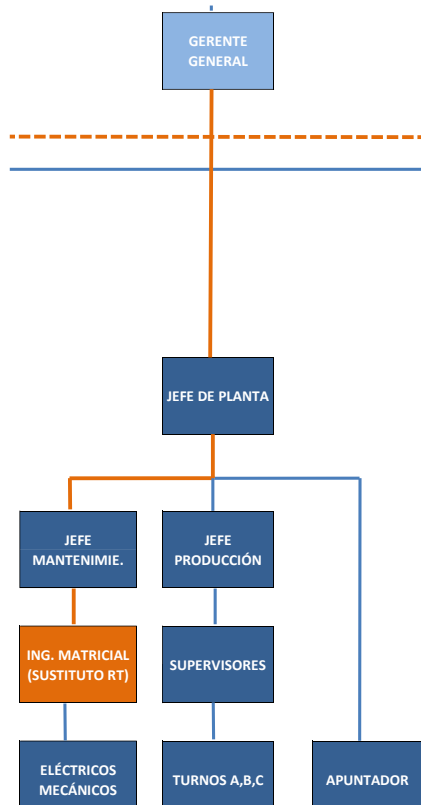 GERENTE
GENERAL
JEFE DE PLANTA
JEFE
MANTENIMIE.
JEFE
PRODUCCIÓN
ING. MATRICIAL
(SUSTITUTO RT)
SUPERVISORES
ELÉCTRICOS
MECÁNICOS
TURNOS A,B,C
APUNTADOR